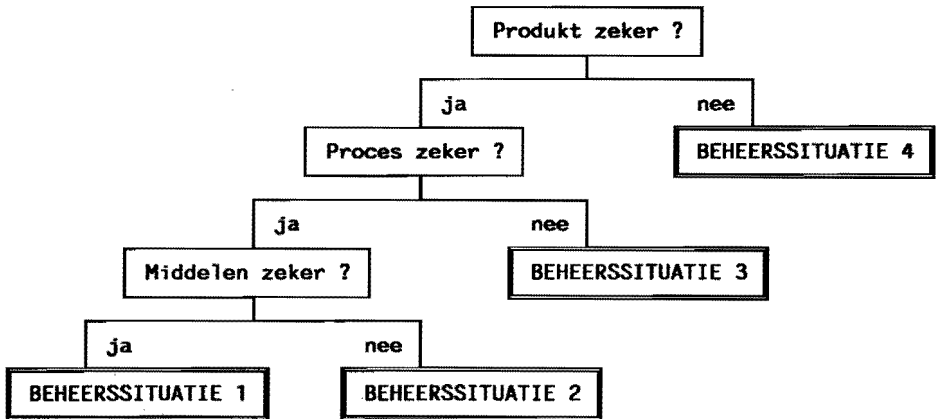 Produkt zeker ?
ja nee
Proces zeker ? BEHEERSSITUATIE 4
ja nee
Middelen zeker ? BEHEERSSITUATIE 3
ja nee
BEHEERSSITUATIE 1 BEHEERSSITUATIE 2